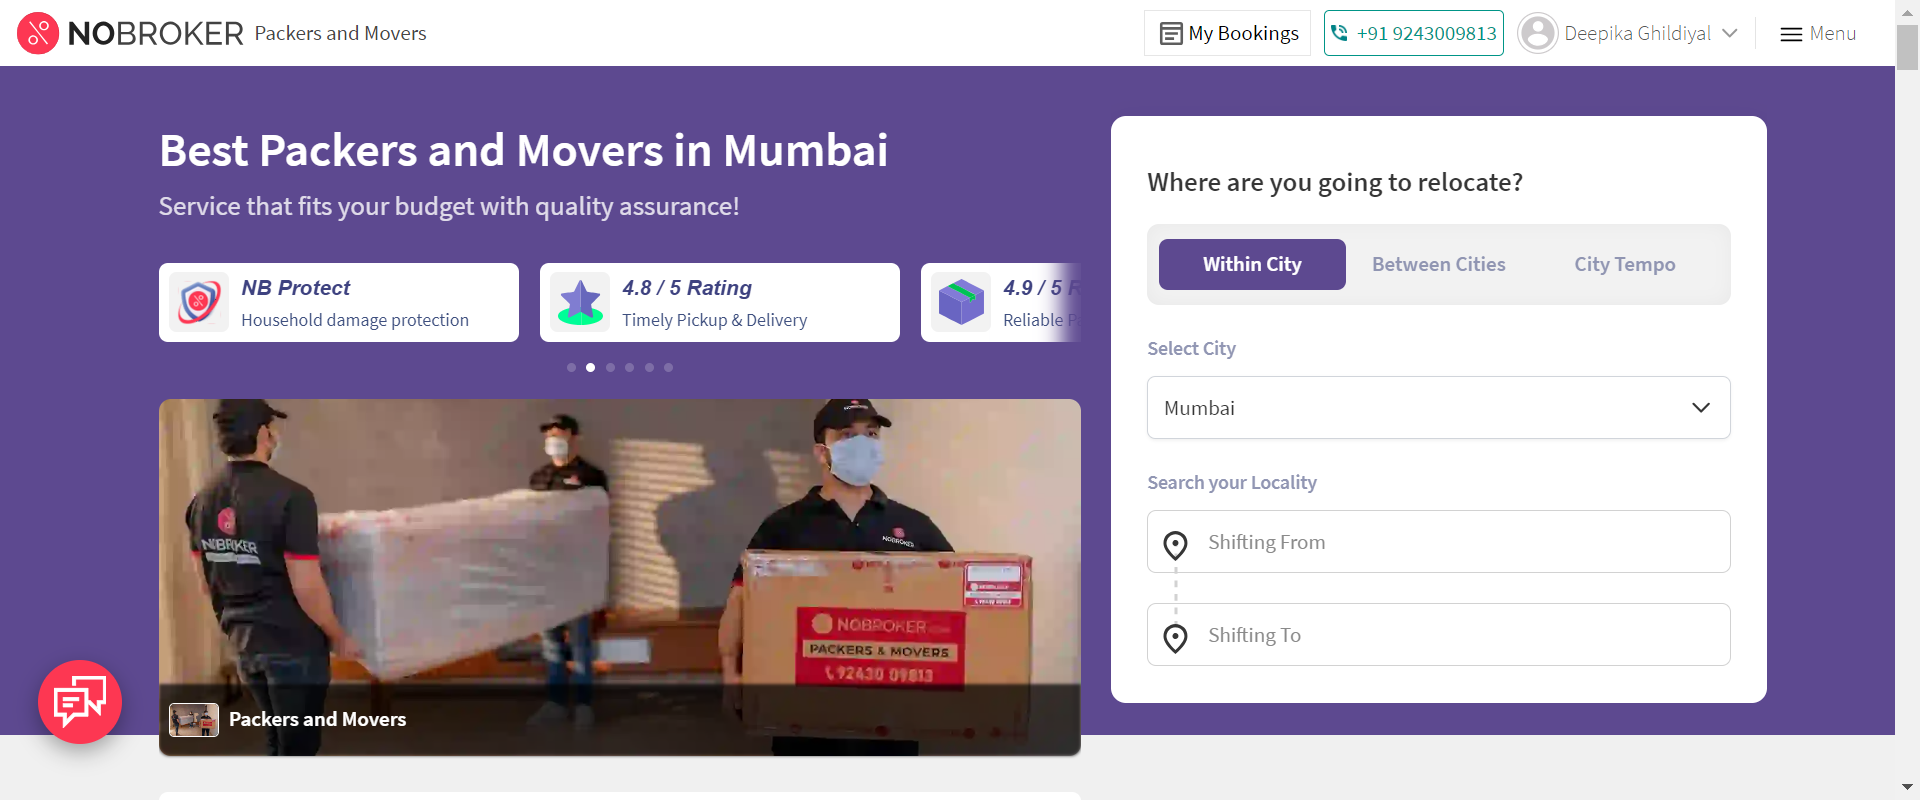 NOBROKER Packers and Movers
My Bookings
+91 9243009813
Deepika Ghildiyal
Menu
Best Packers and Movers in Mumbai
Service that fits your budget with quality assurance!
NB Protect
Household damage protection
4.8 / 5 Rating
Timely Pickup & Delivery
4.9 / 5
Reliable
NOBROKER
NOBROKER
NOBROKER
PACKERS & MOVERS
92430 09813
Packers and Movers
Where are you going to relocate?
Within City
Between Cities
City Tempo
Select City
Mumbai
Search your Locality
Shifting From
Shifting To